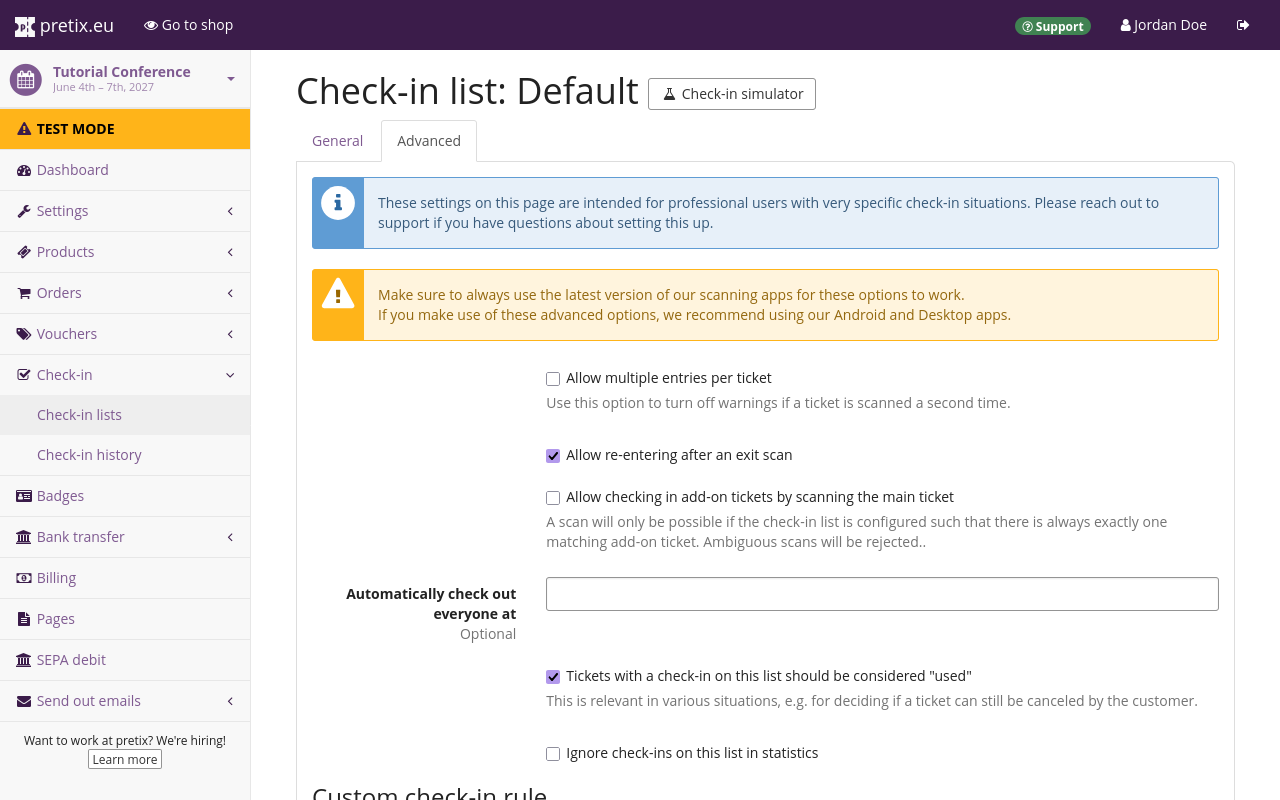 pretix.eu
Go to shop
Support
Jordan Doe
Tutorial Conference
June 4th – 7th, 2027
TEST MODE
Dashboard
Settings
Products
Orders
Vouchers
Check-in
Check-in lists
Check-in history
Badges
Bank transfer
Billing
Pages
SEPA debit
Send out emails
Want to work at pretix? We're hiring!
Learn more
Check-in list: Default
Check-in simulator
General
Advanced
These settings on this page are intended for professional users with very specific check-in situations. Please reach out to
support if you have questions about setting this up.
Make sure to always use the latest version of our scanning apps for these options to work.
If you make use of these advanced options, we recommend using our Android and Desktop apps.
Allow multiple entries per ticket
Use this option to turn off warnings if a ticket is scanned a second time.
Allow re-entering after an exit scan
Allow checking in add-on tickets by scanning the main ticket
A scan will only be possible if the check-in list is configured such that there is always exactly one
matching add-on ticket. Ambiguous scans will be rejected..
Automatically check out
everyone at
Optional
Tickets with a check-in on this list should be considered "used"
This is relevant in various situations, e.g. for deciding if a ticket can still be canceled by the customer.
Ignore check-ins on this list in statistics
Custom check-in rule